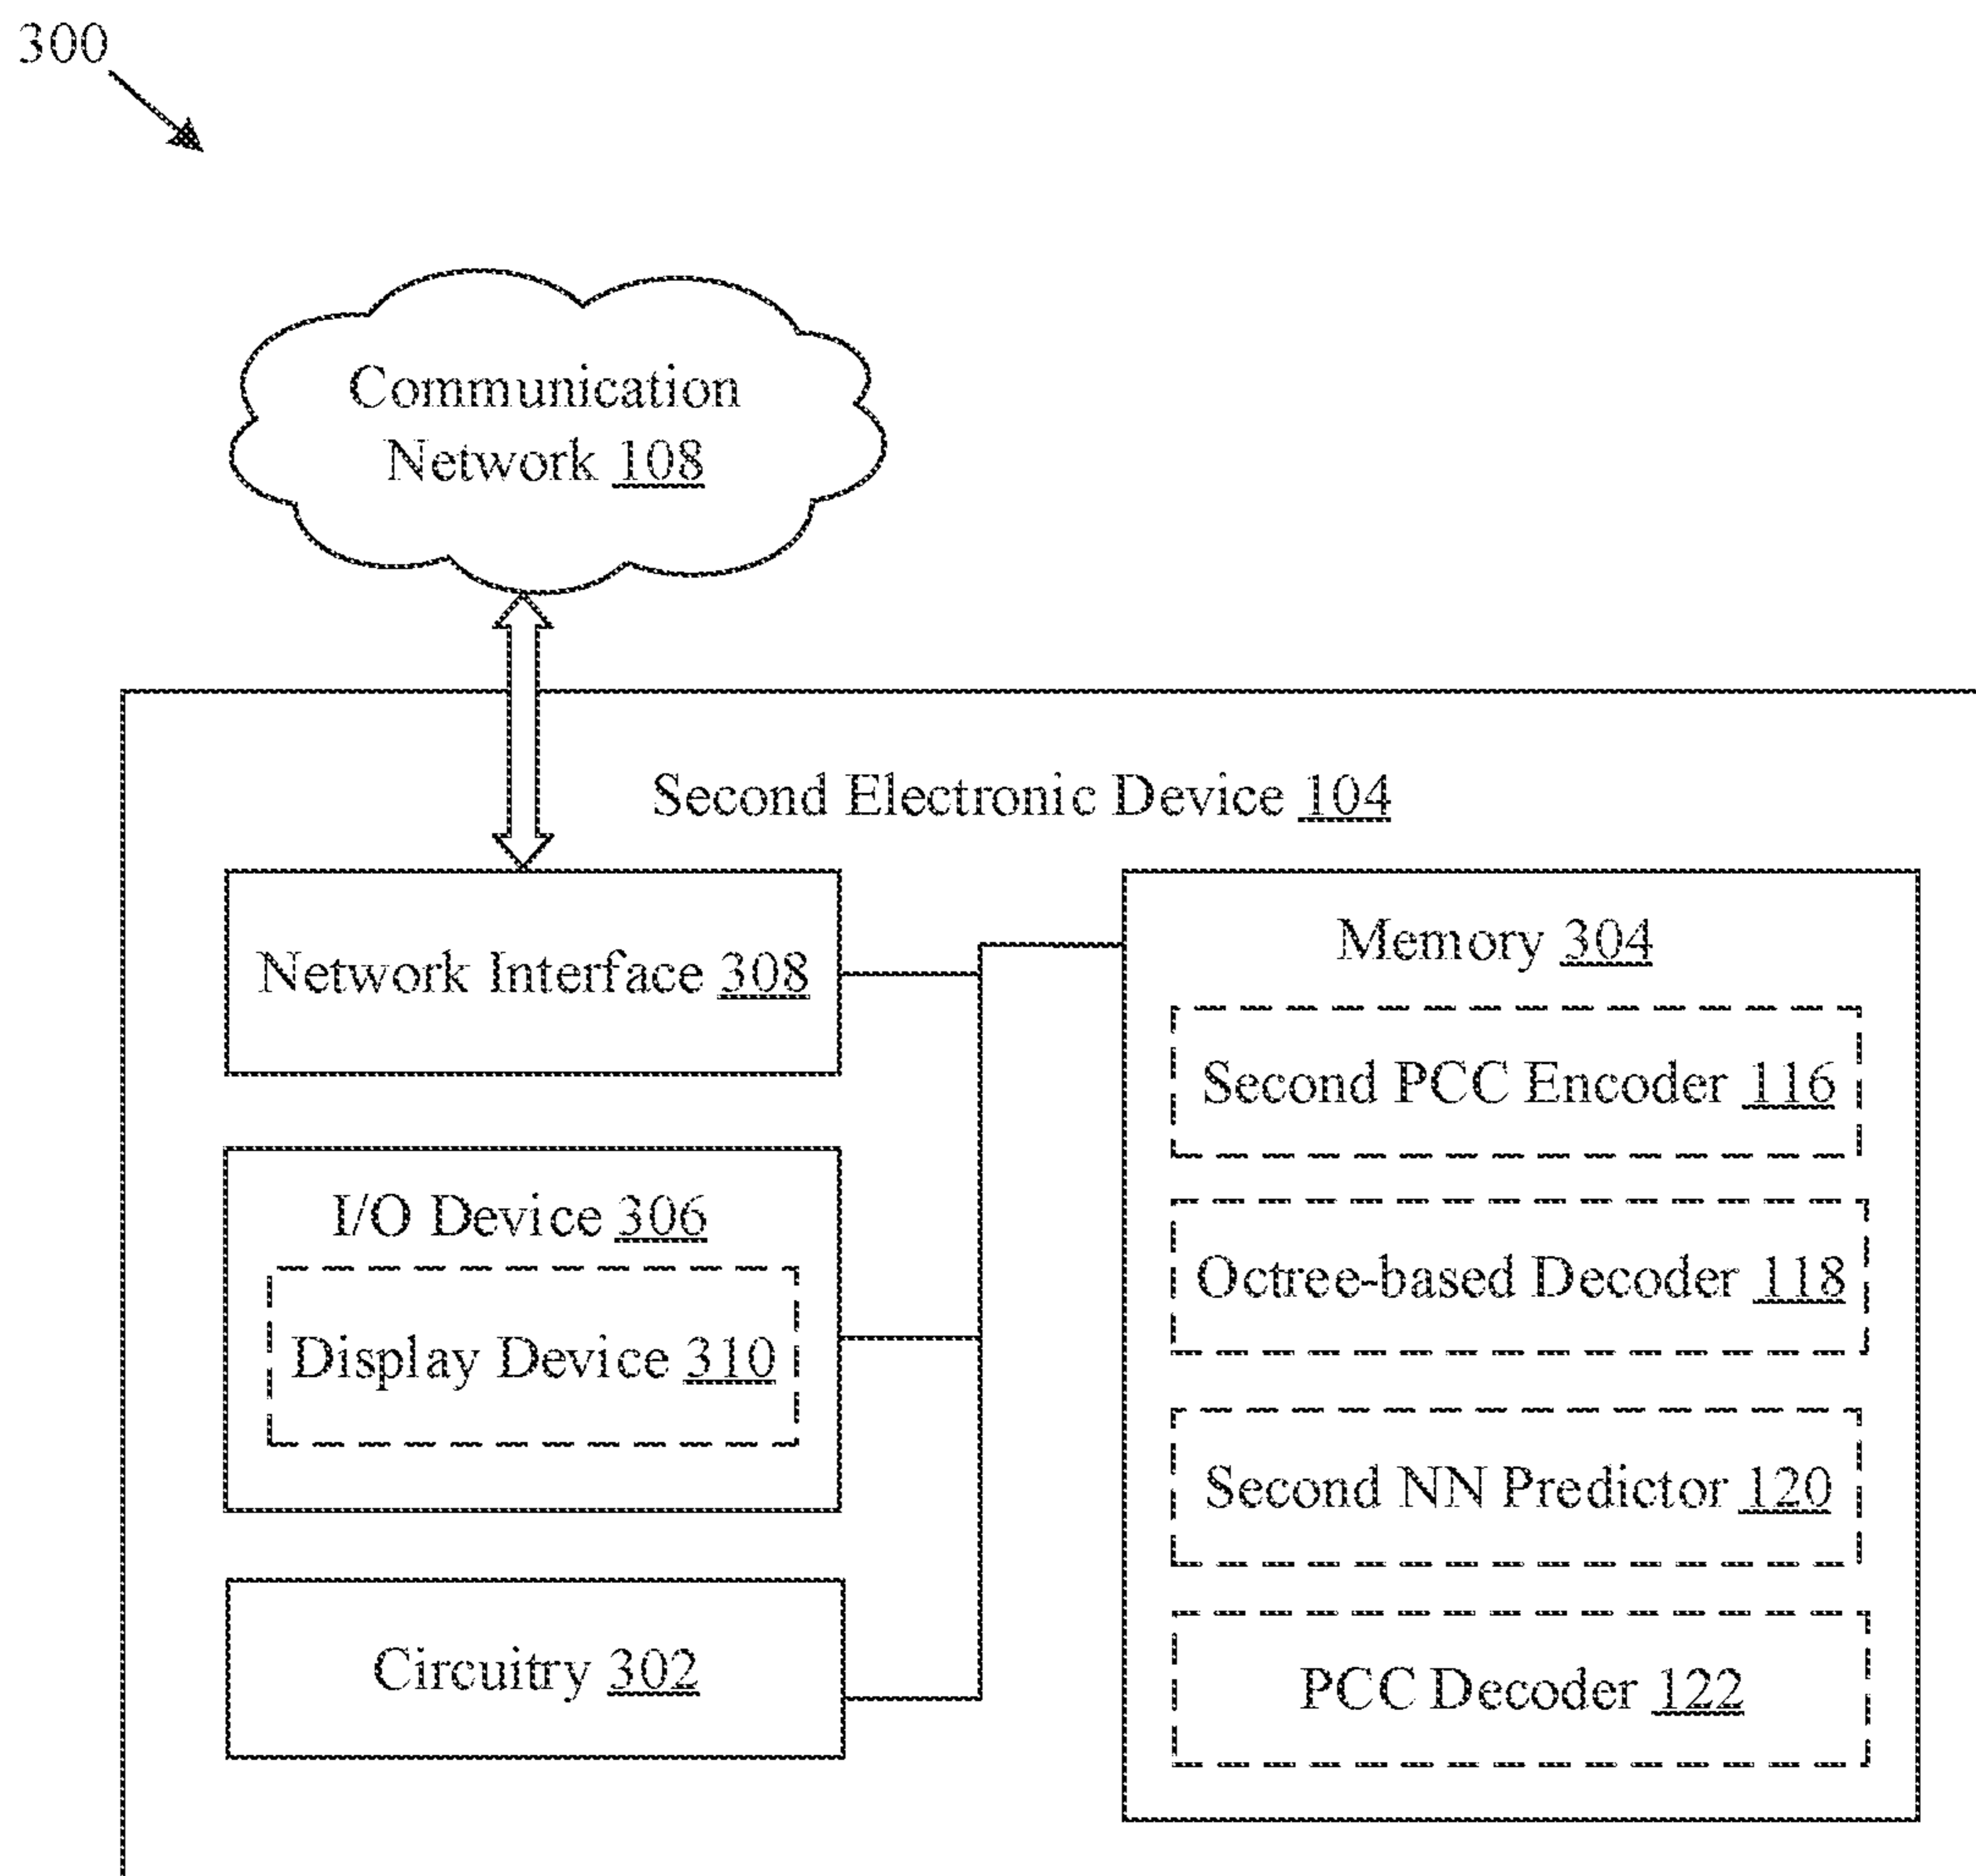 300
Communication
Network 108
Second Electronic Device 104
Network Interface 308
I/O Device 306
Display Device 310
Circuitry 302
Memory 304
Second PCC Encoder 116
Octree-based Decoder 118
Second NN Predictor 120
PCC Decoder 122